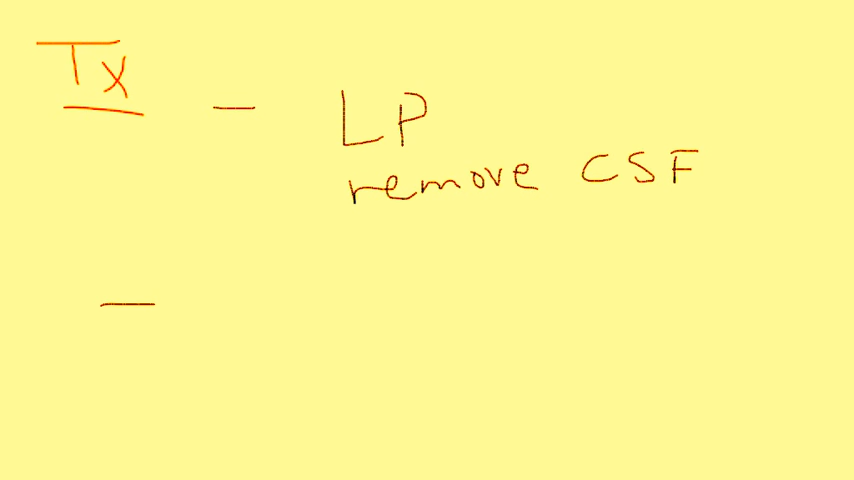 Tx - LP
remove CSF
-